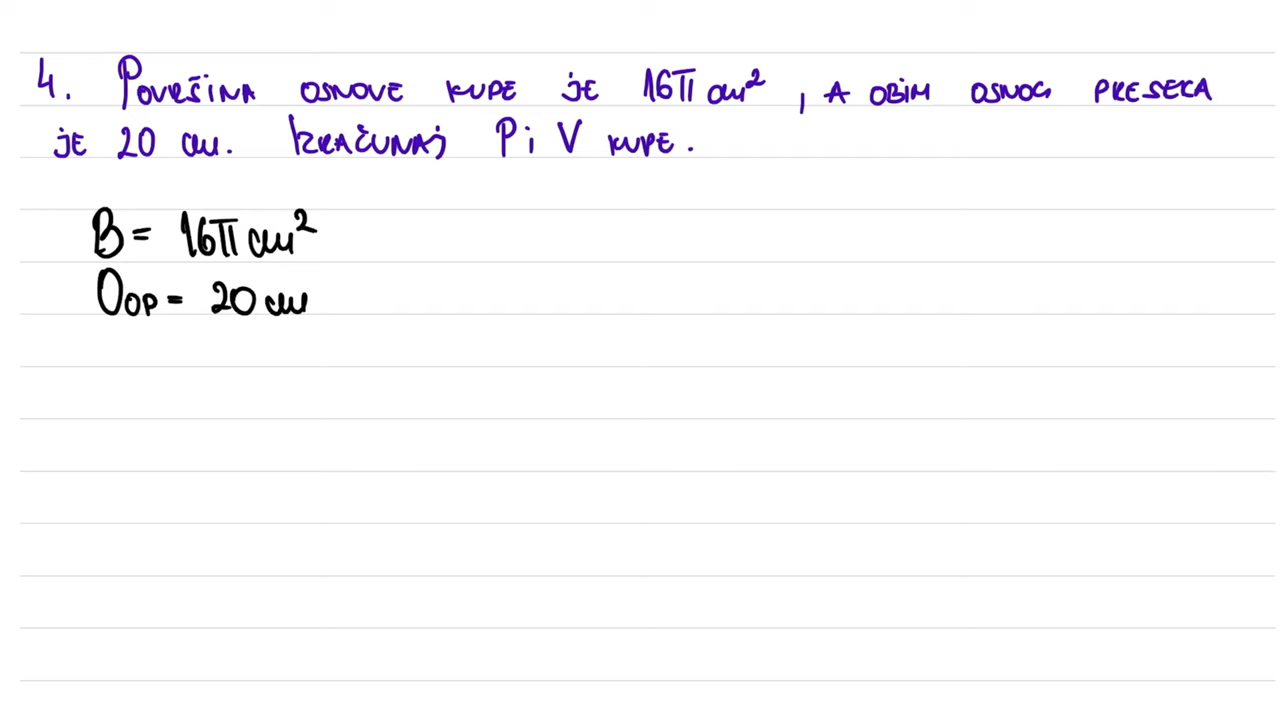 4. Površina osnove kupe je 16π cm², a obim osnog preseka
je 20 cm. Izračunaj P i V kupe.
B = 16π cm²
Oop = 20 cm